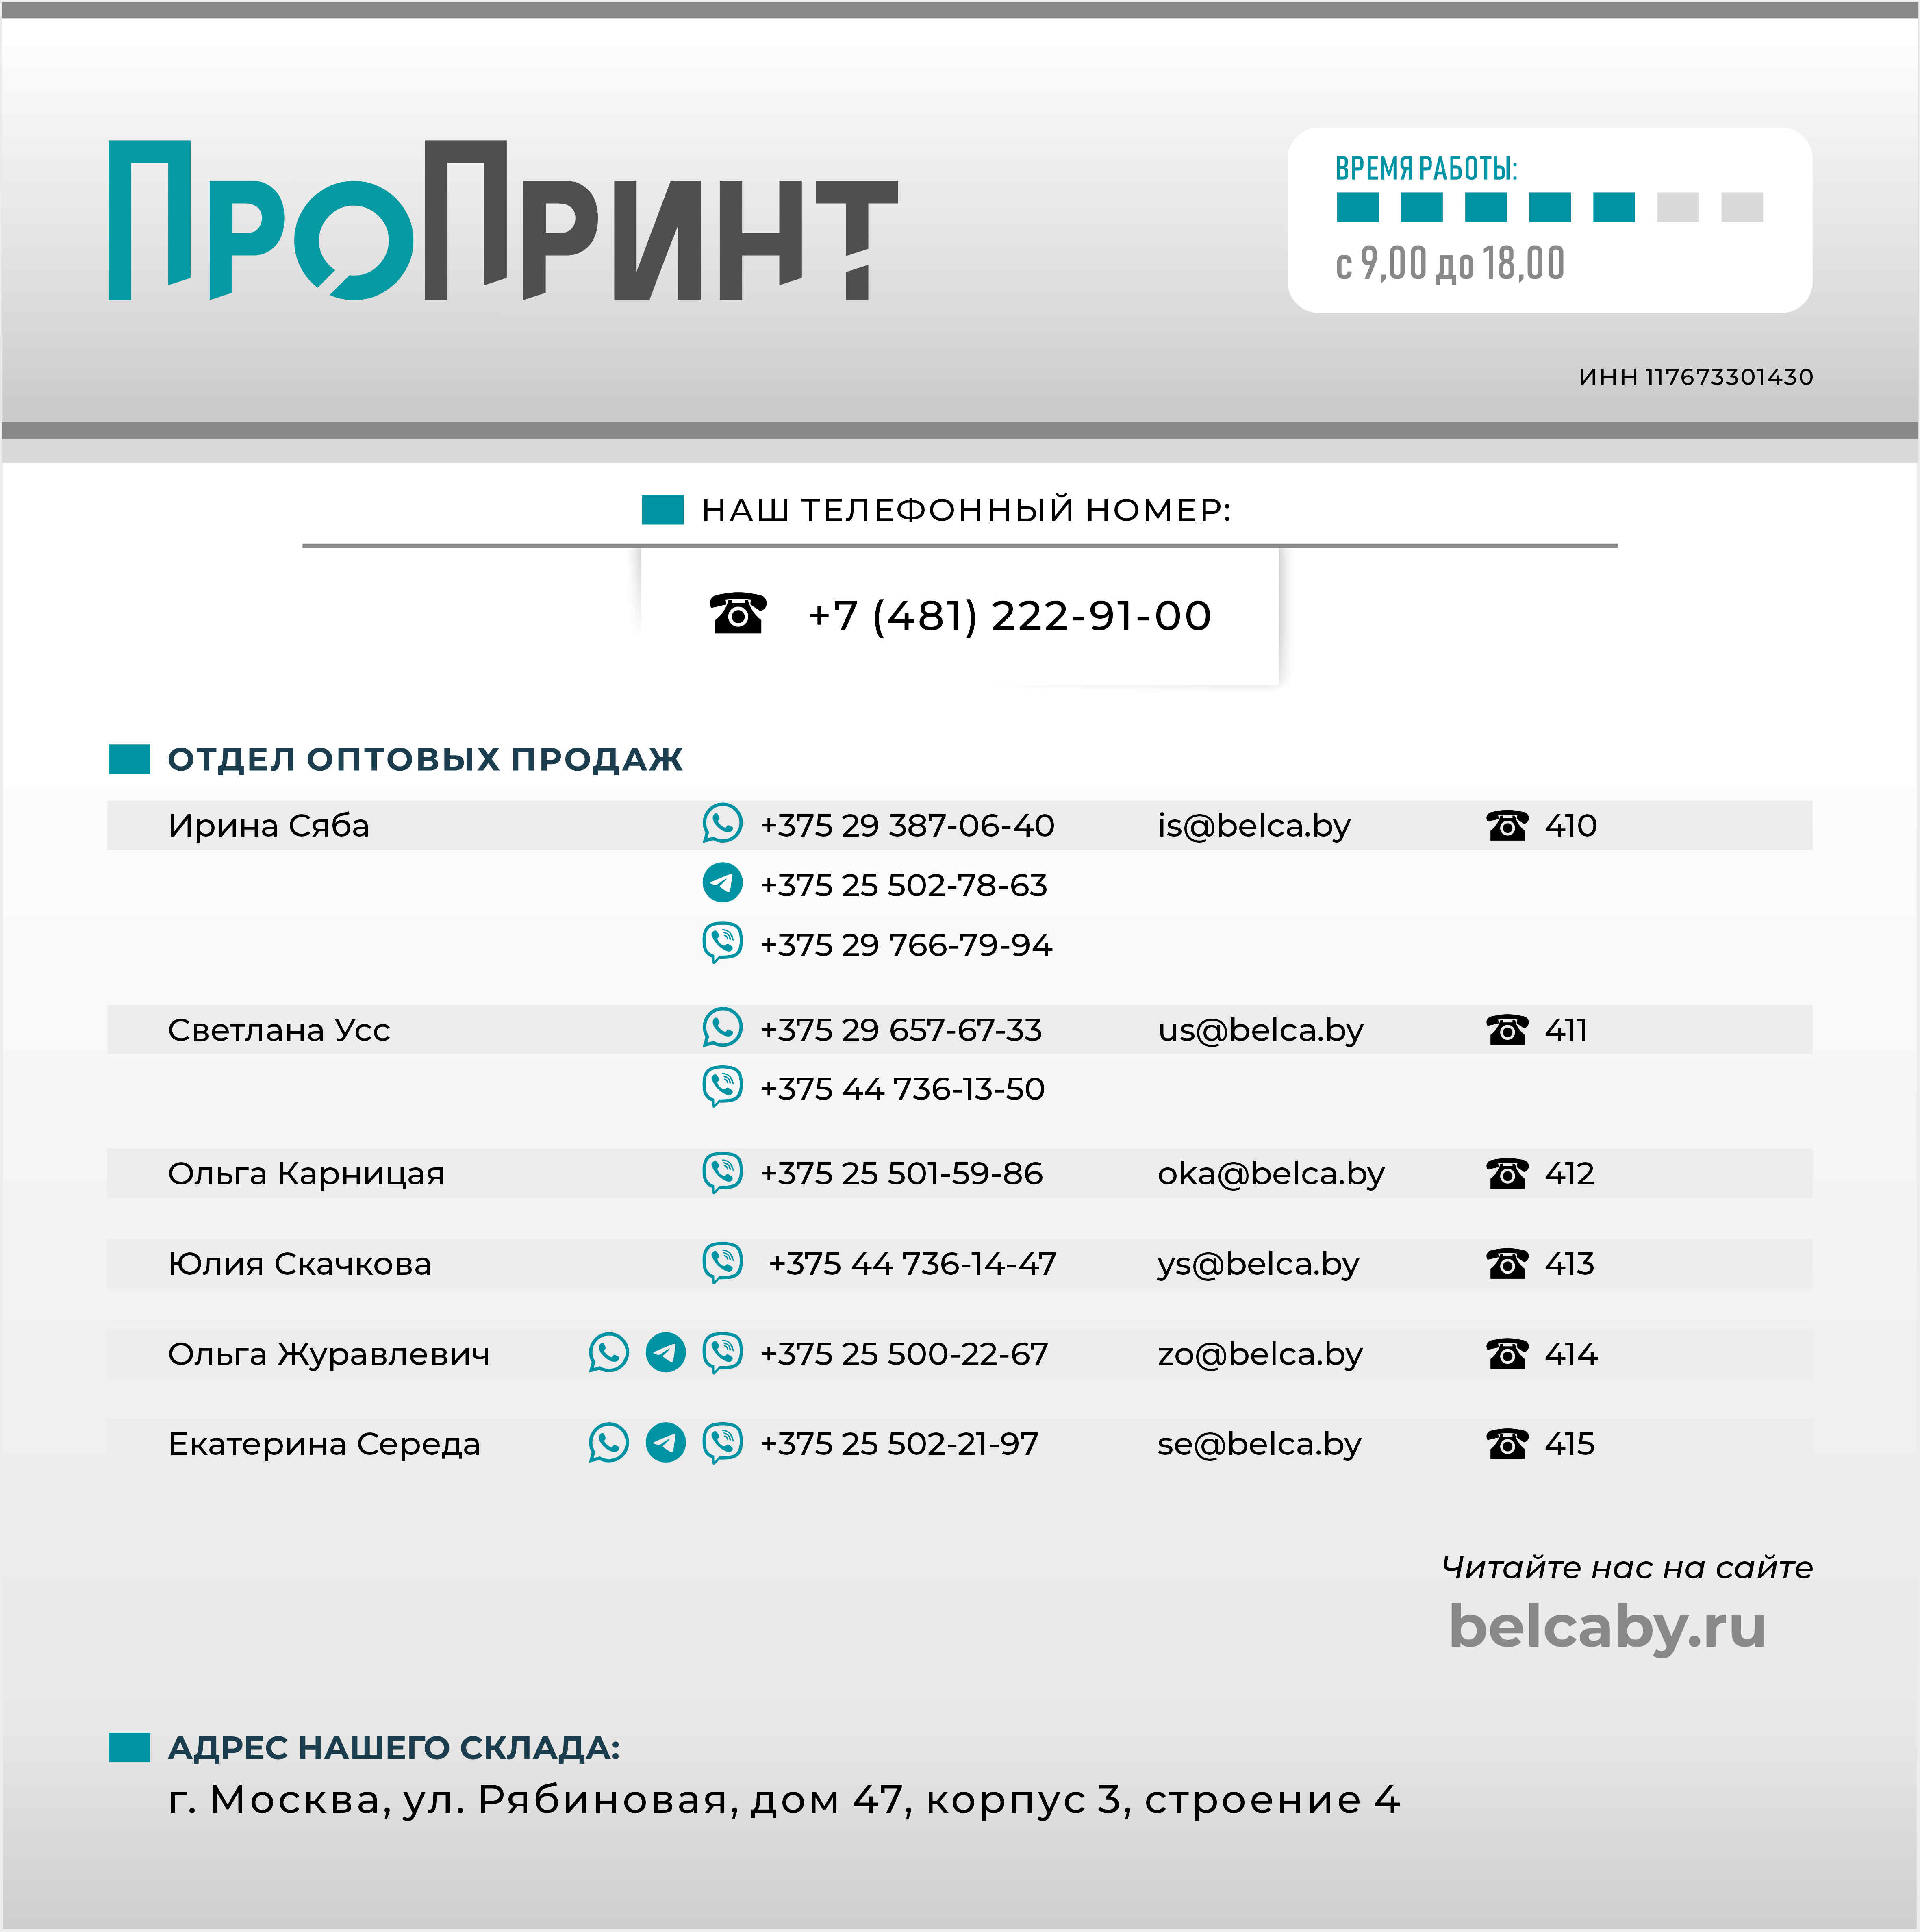 ПроПринт
ВРЕМЯ РАБОТЫ:
с 9,00 до 18,00
ИНН 117673301430
НАШ ТЕЛЕФОННЫЙ НОМЕР:
+7 (481) 222-91-00
ОТДЕЛ ОПТОВЫХ ПРОДАЖ
Ирина Сяба +375 29 387-06-40 is@belca.by 410
+375 25 502-78-63
+375 29 766-79-94
Светлана Усс +375 29 657-67-33 us@belca.by 411
+375 44 736-13-50
Ольга Карницая +375 25 501-59-86 oka@belca.by 412
Юлия Скачкова +375 44 736-14-47 ys@belca.by 413
Ольга Журавлевич +375 25 500-22-67 zo@belca.by 414
Екатерина Середа +375 25 502-21-97 se@belca.by 415
Читайте нас на сайте
belcaby.ru
АДРЕС НАШЕГО СКЛАДА:
г. Москва, ул. Рябиновая, дом 47, корпус 3, строение 4